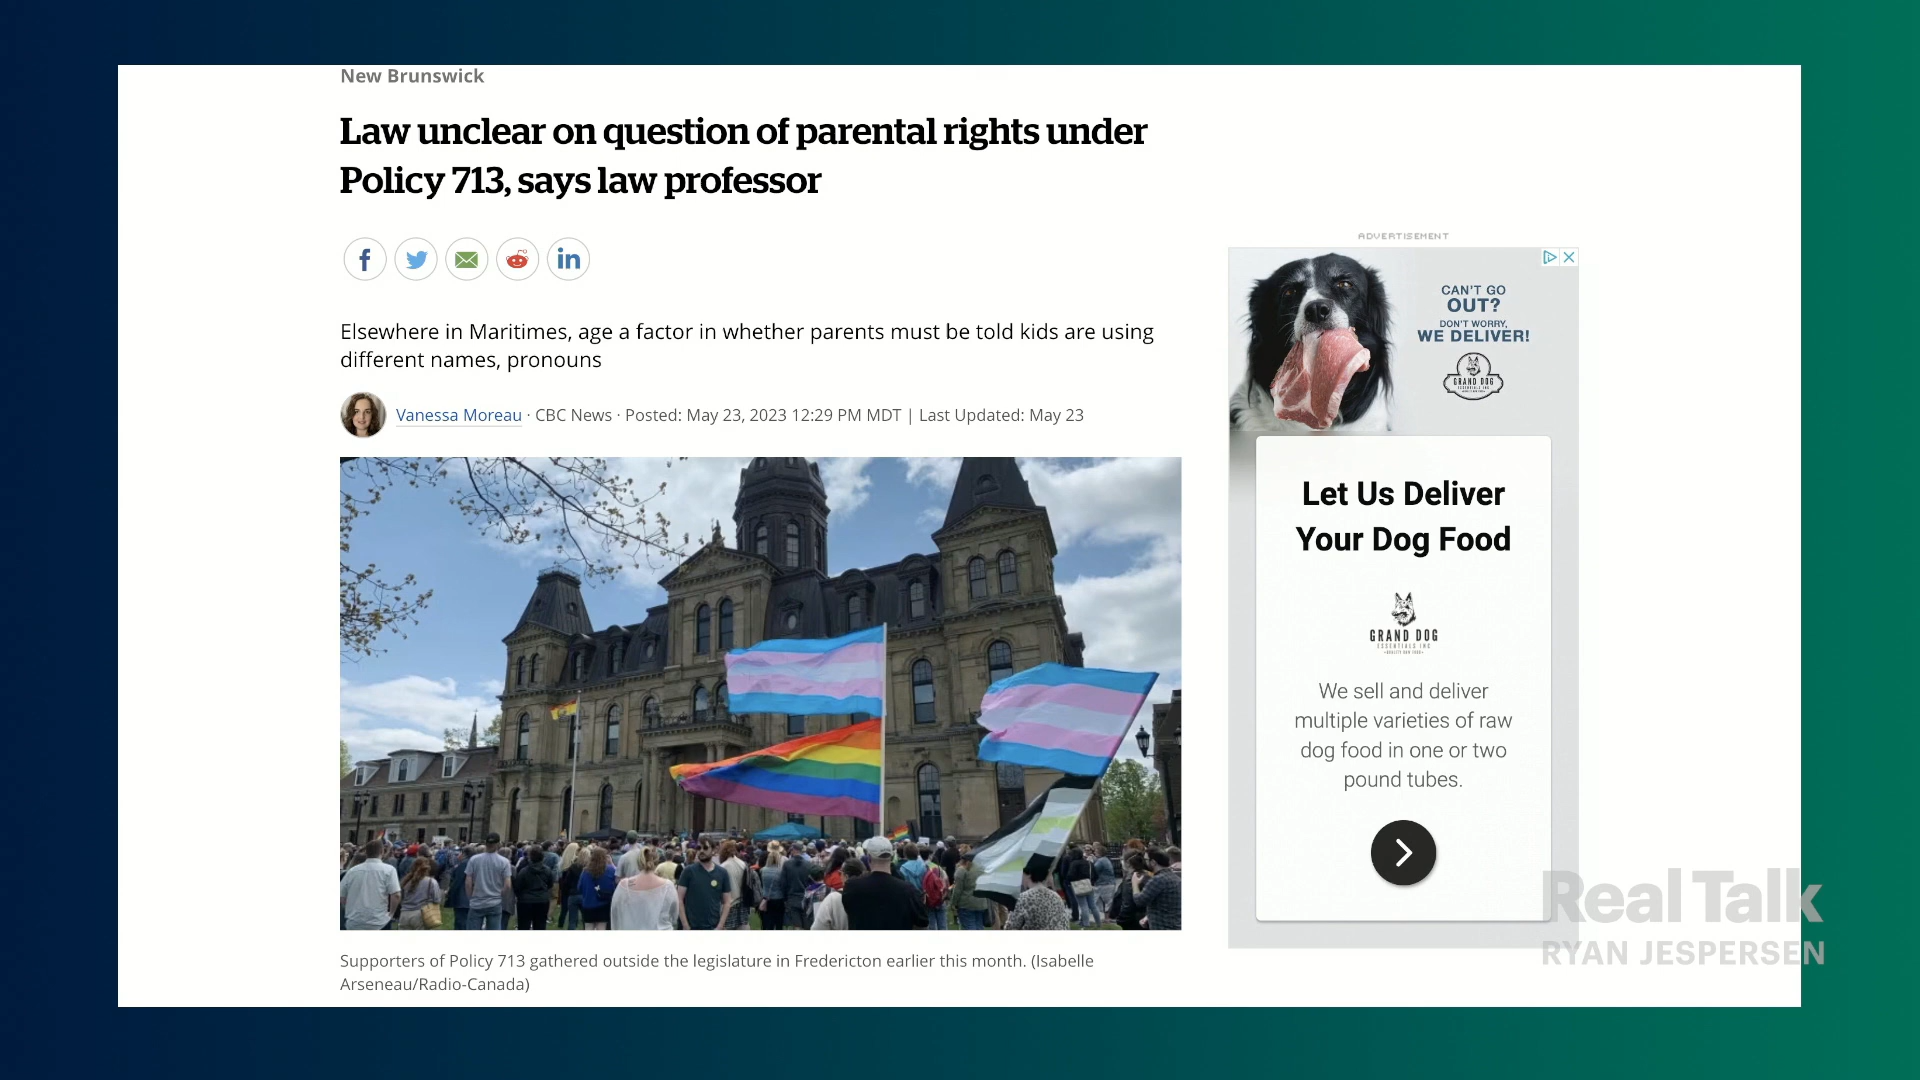 New Brunswick
Law unclear on question of parental rights under
Policy 713, says law professor
Elsewhere in Maritimes, age a factor in whether parents must be told kids are using
different names, pronouns
Vanessa Moreau · CBC News · Posted: May 23, 2023 12:29 PM MDT | Last Updated: May 23
Supporters of Policy 713 gathered outside the legislature in Fredericton earlier this month. (Isabelle
Arseneau/Radio-Canada)
ADVERTISEMENT
CAN'T GO
OUT?
DON'T WORRY,
WE DELIVER!
GRAND DOG
Let Us Deliver
Your Dog Food
GRAND DOG
ESSENTIALS INC
We sell and deliver
multiple varieties of raw
dog food in one or two
pound tubes.
Real Talk
RYAN JESPERSEN